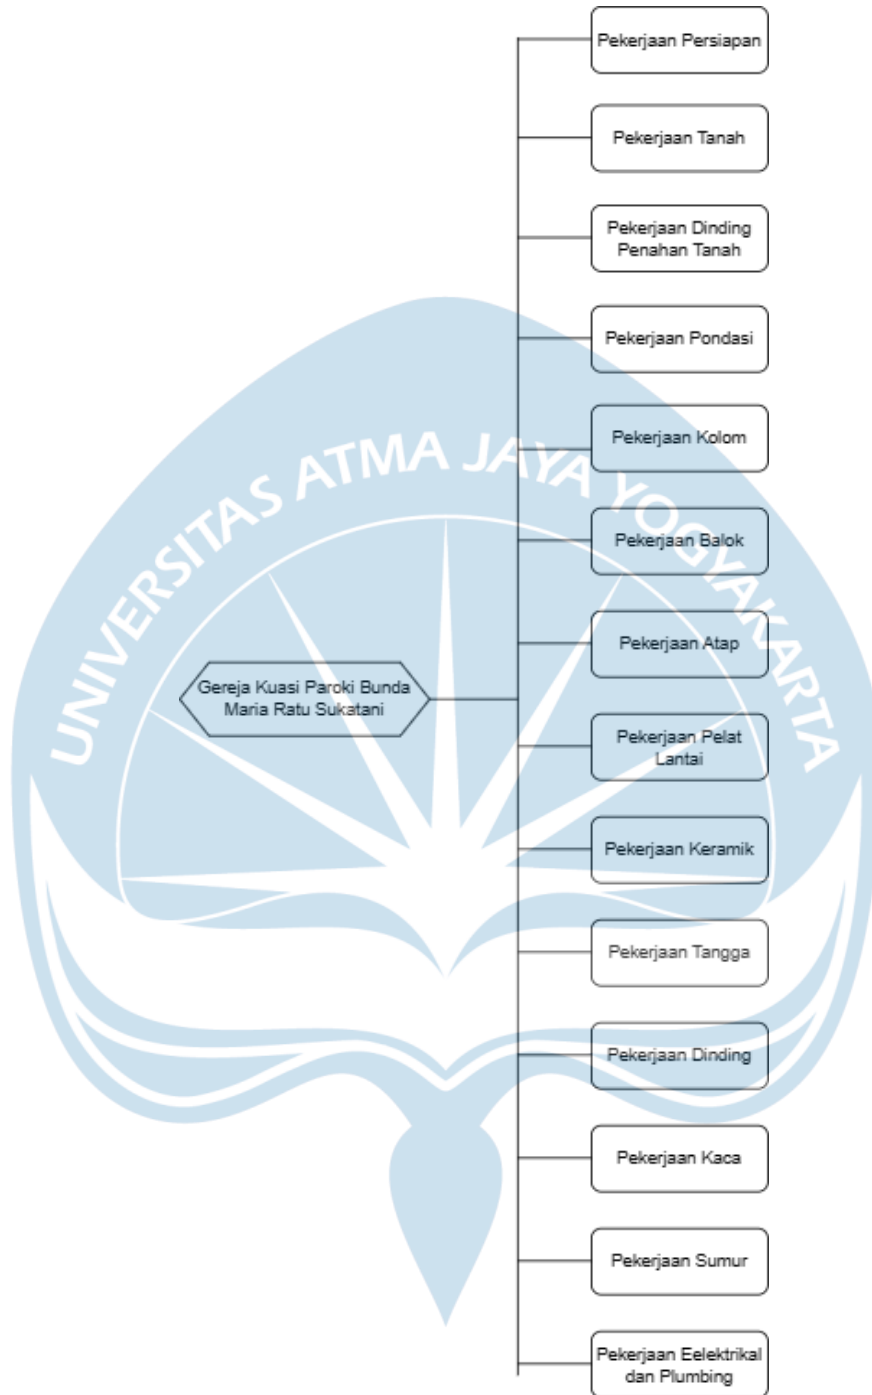 Pekerjaan Persiapan
Pekerjaan Tanah
Pekerjaan Dinding
Penahan Tanah
Pekerjaan Pondasi
Pekerjaan Kolom
Pekerjaan Balok
Pekerjaan Atap
Gereja Kuasi Paroki Bunda
Maria Ratu Sukatani
Pekerjaan Pelat
Lantai
Pekerjaan Keramik
Pekerjaan Tangga
Pekerjaan Dinding
Pekerjaan Kaca
Pekerjaan Sumur
Pekerjaan Eelektrikal
dan Plumbing
UNIVERSITAS ATMA JAYA YOGYAKARTA